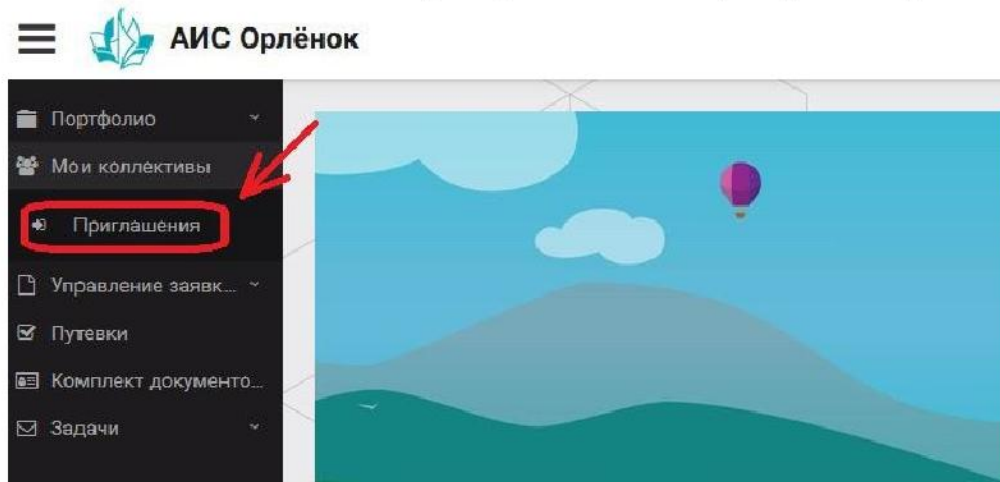 АИС Орлёнок
Портфолио
Мои коллективы
Приглашения
Управление заявк...
Путевки
Комплект документо...
Задачи